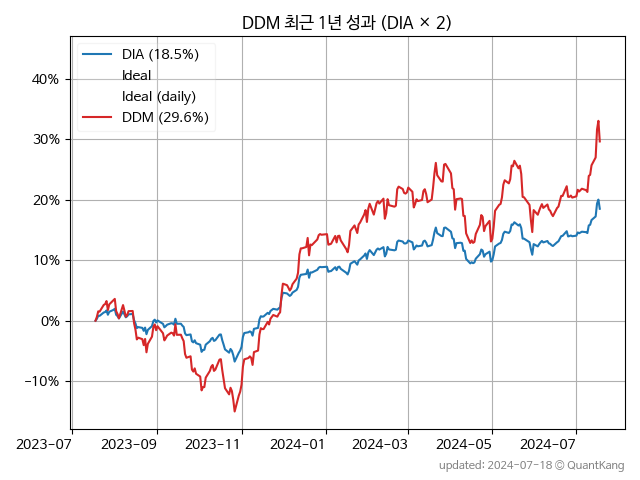 DDM 최근 1년 성과 (DIA × 2)
DIA (18.5%)
Ideal
Ideal (daily)
DDM (29.6%)
40%
30%
20%
10%
0%
−10%
2023-07 2023-09 2023-11 2024-01 2024-03 2024-05 2024-07
updated: 2024-07-18 © QuantKang